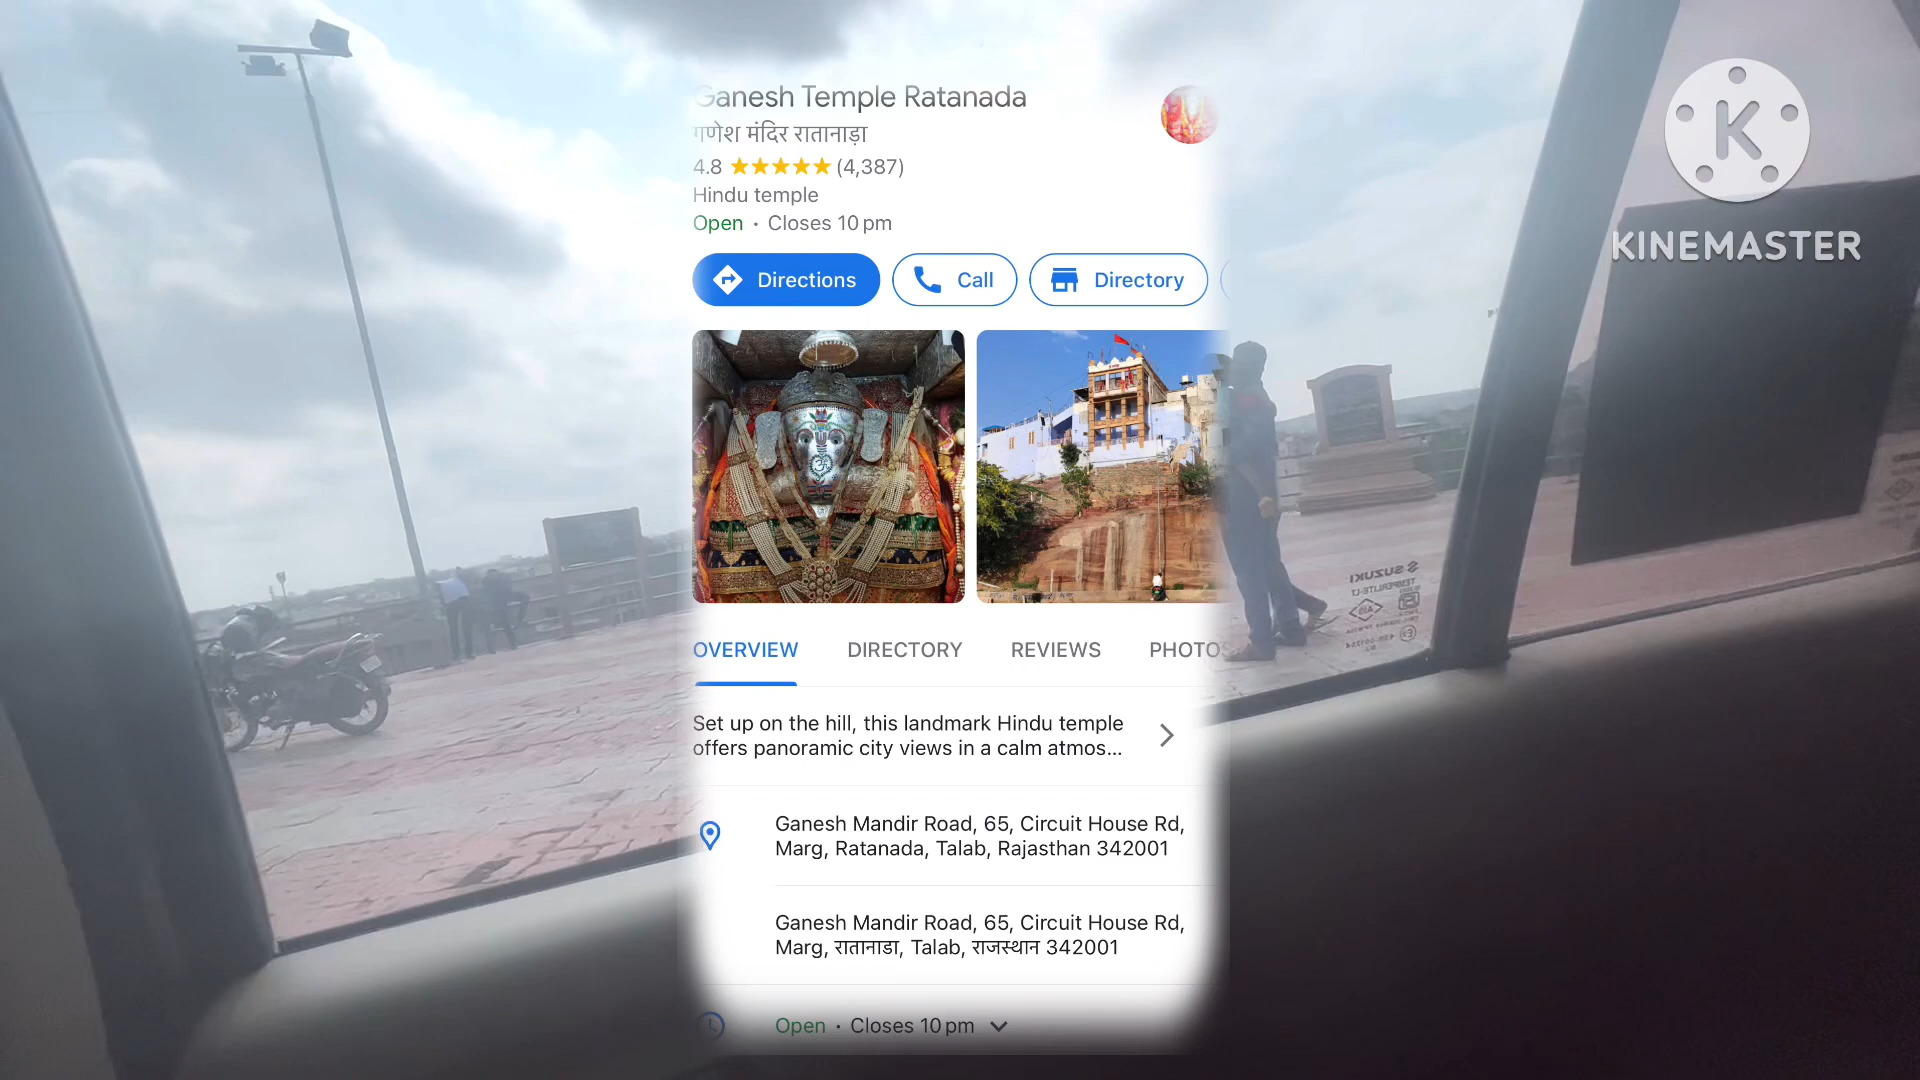 Ganesh Temple Ratanada
गणेश मंदिर रातानाड़ा
4.8 (4,387)
Hindu temple
Open · Closes 10 pm
Directions
Call
Directory
OVERVIEW
DIRECTORY
REVIEWS
PHOTOS
Set up on the hill, this landmark Hindu temple
offers panoramic city views in a calm atmos...
Ganesh Mandir Road, 65, Circuit House Rd,
Marg, Ratanada, Talab, Rajasthan 342001
Ganesh Mandir Road, 65, Circuit House Rd,
Marg, रातानाडा, Talab, राजस्थान 342001
Open · Closes 10 pm
K
KINEMASTER
SUZUKI
TEMPERLITE-LT